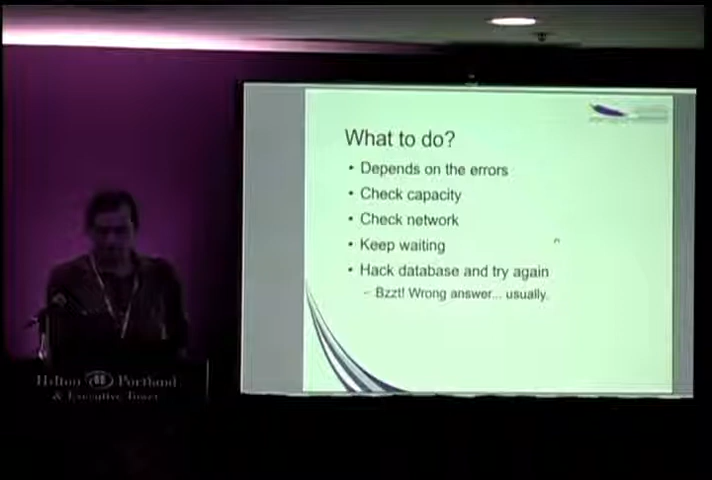 What to do?
• Depends on the errors
• Check capacity
• Check network
• Keep waiting
• Hack database and try again
– Bzzt! Wrong answer... usually.
Hilton Portland
& Executive Tower